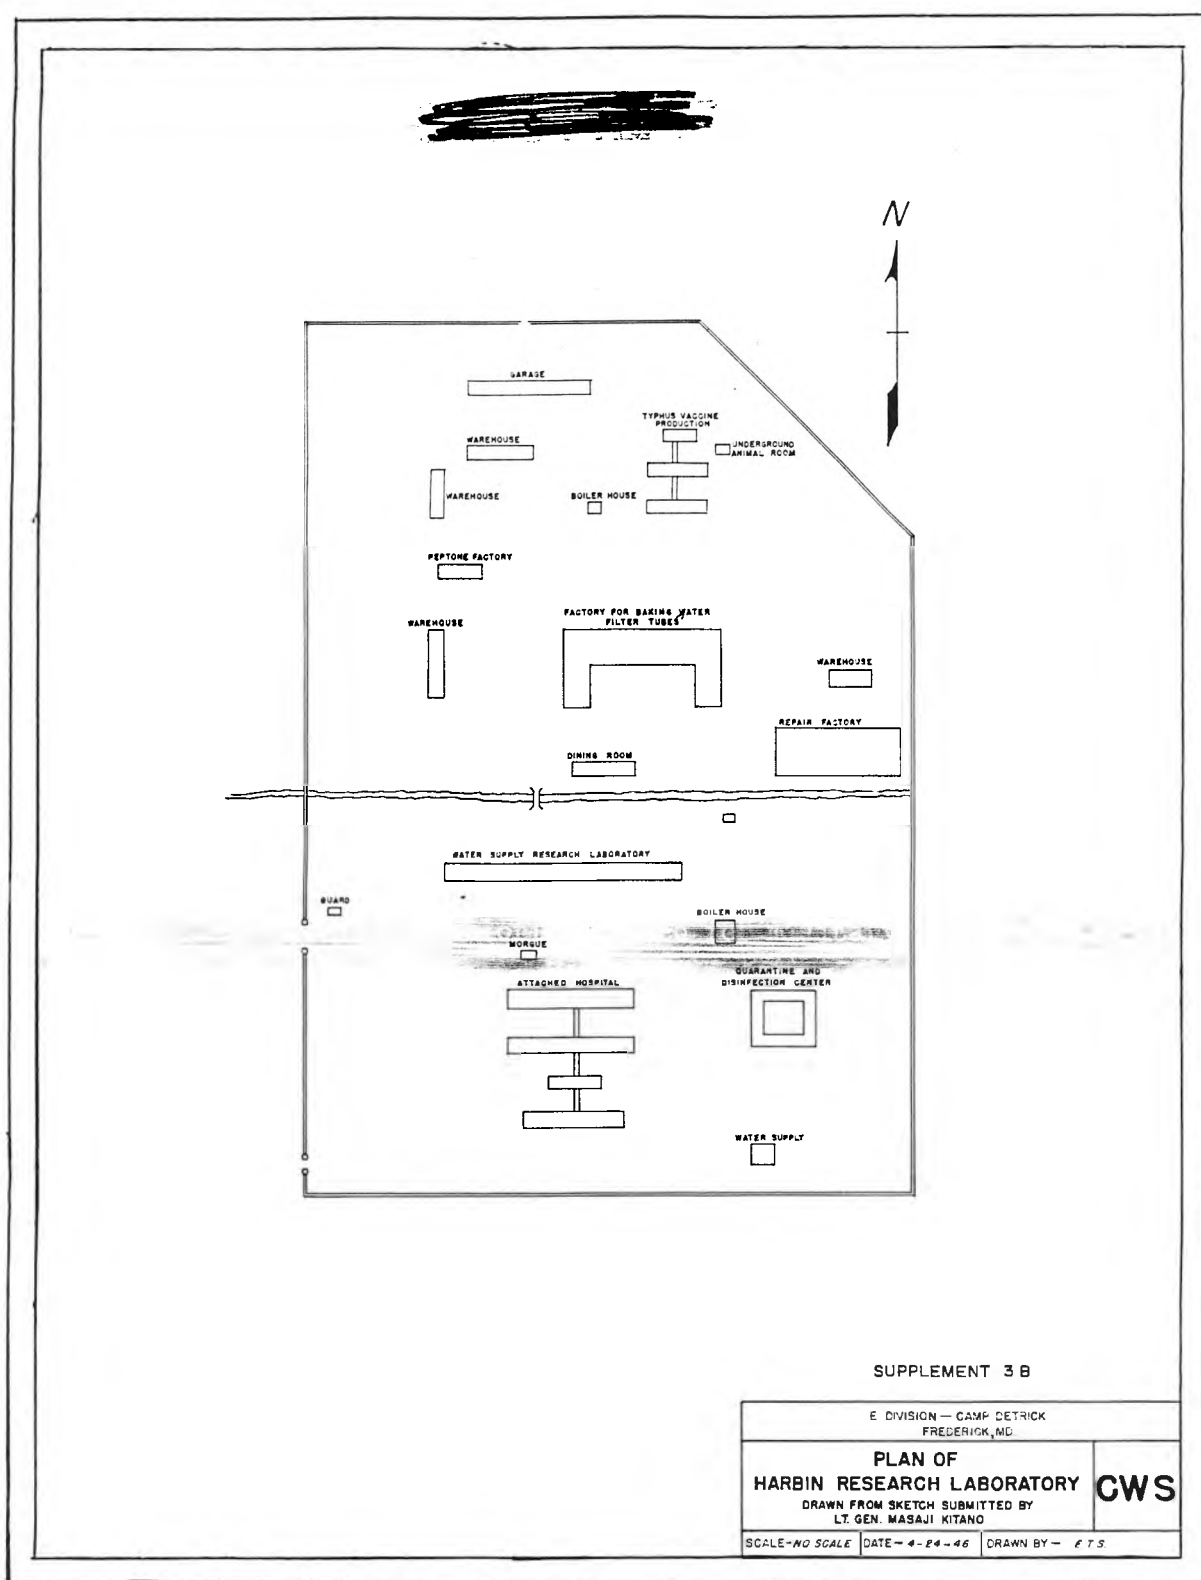 N
GARAGE
TYPHUS VACCINE
PRODUCTION
WAREHOUSE
UNDERGROUND
ANIMAL ROOM
WAREHOUSE
BOILER HOUSE
PEPTONE FACTORY
FACTORY FOR BAKING WATER
FILTER TUBES
WAREHOUSE
WAREHOUSE
REPAIR FACTORY
DINING ROOM
WATER SUPPLY RESEARCH LABORATORY
GUARD
BOILER HOUSE
MORGUE
QUARANTINE AND
DISINFECTION CENTER
ATTACHED HOSPITAL
WATER SUPPLY
SUPPLEMENT 3B
E DIVISION — CAMP DETRICK
FREDERICK, MD.
PLAN OF
HARBIN RESEARCH LABORATORY
DRAWN FROM SKETCH SUBMITTED BY
LT. GEN. MASAJI KITANO
CWS
SCALE-NO SCALE DATE-4-24-46 DRAWN BY- E T S.